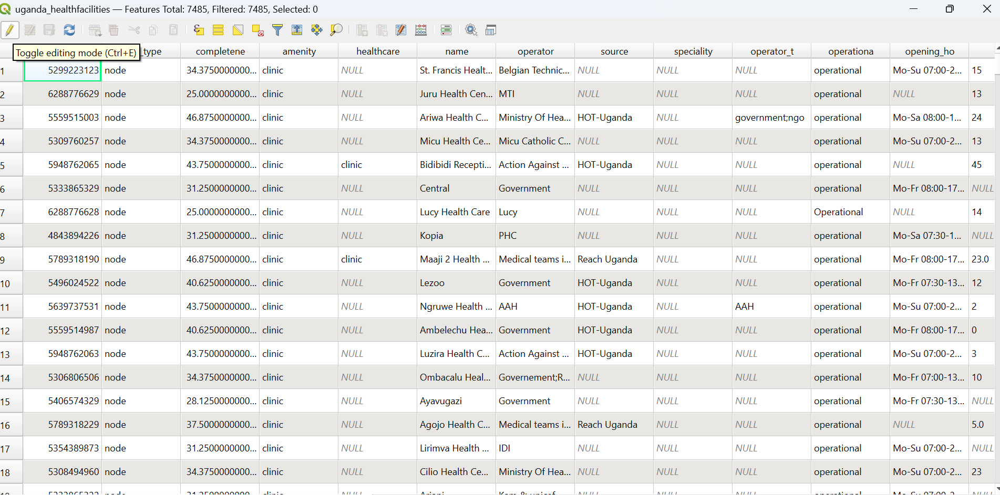 uganda_healthfacilities — Features Total: 7485, Filtered: 7485, Selected: 0
Toggle editing mode (Ctrl+E)
_type completene amenity healthcare name operator source speciality operator_t operationa opening_ho
1 5299223123 node 34.3750000000... clinic NULL St. Francis Healt... Belgian Technic... NULL NULL NULL operational Mo-Su 07:00-2... 15
2 6288776629 node 25.0000000000... clinic NULL Juru Health Cen... MTI NULL NULL NULL operational NULL 13
3 5559515003 node 46.8750000000... clinic NULL Ariwa Health C... Ministry Of Hea... HOT-Uganda NULL government;ngo operational Mo-Sa 08:00-1... 24
4 5309760257 node 34.3750000000... clinic NULL Micu Health Ce... Micu Catholic C... NULL NULL NULL operational Mo-Su 07:00-2... 13
5 5948762065 node 43.7500000000... clinic clinic Bidibidi Recepti... Action Against ... HOT-Uganda NULL NULL operational NULL 45
6 5333865329 node 31.2500000000... clinic NULL Central Government NULL NULL NULL operational Mo-Fr 08:00-17... NULL
7 6288776628 node 25.0000000000... clinic NULL Lucy Health Care Lucy NULL NULL NULL Operational NULL 14
8 4843894226 node 31.2500000000... clinic NULL Kopia PHC NULL NULL NULL operational Mo-Sa 07:30-1... NULL
9 5789318190 node 46.8750000000... clinic clinic Maaji 2 Health ... Medical teams i... Reach Uganda NULL NULL operational Mo-Fr 08:00-17... 23.0
10 5496024522 node 40.6250000000... clinic NULL Lezoo Government HOT-Uganda NULL NULL operational Mo-Fr 07:30-13... 12
11 5639737531 node 43.7500000000... clinic NULL Ngruwe Health ... AAH HOT-Uganda NULL AAH operational Mo-Su 07:00-2... 2
12 5559514987 node 40.6250000000... clinic NULL Ambelechu Hea... Government HOT-Uganda NULL NULL operational Mo-Fr 08:00-17... 0
13 5948762063 node 43.7500000000... clinic NULL Luzira Health C... Action Against ... HOT-Uganda NULL NULL operational Mo-Su 07:00-2... 3
14 5306806506 node 34.3750000000... clinic NULL Ombacalu Heal... Governement;R... NULL NULL NULL operational Mo-Fr 07:00-13... 10
15 5406574329 node 28.1250000000... clinic NULL Ayavugazi Government NULL NULL NULL operational Mo-Fr 07:30-13... NULL
16 5789318229 node 37.5000000000... clinic NULL Agojo Health C... Medical teams i... Reach Uganda NULL NULL operational NULL 5.0
17 5354389873 node 31.2500000000... clinic NULL Lirimva Health ... IDI NULL NULL NULL operational Mo-Su 07:00-2... NULL
18 5308494960 node 34.3750000000... clinic NULL Cilio Health Ce... Ministry Of Hea... NULL NULL NULL operational Mo-Su 07:00-2... 23